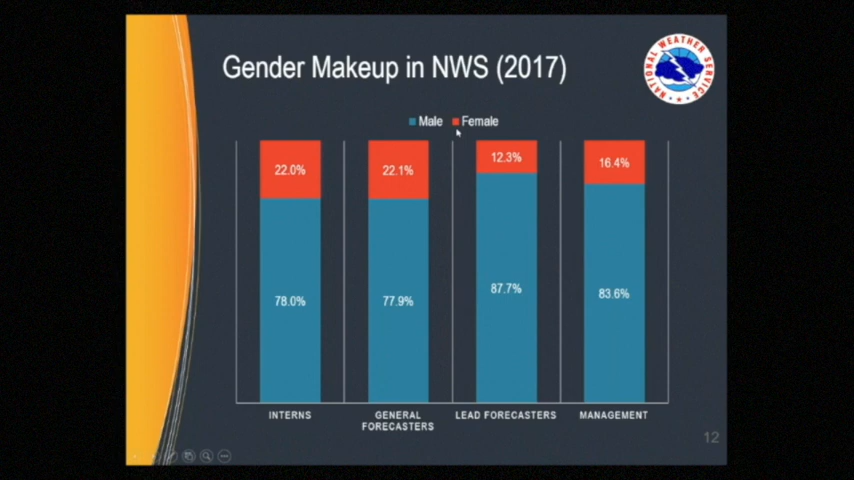 Gender Makeup in NWS (2017)
NATIONAL WEATHER SERVICE
Male Female
22.0% 22.1% 12.3% 16.4%
78.0% 77.9% 87.7% 83.6%
INTERNS GENERAL FORECASTERS LEAD FORECASTERS MANAGEMENT
12